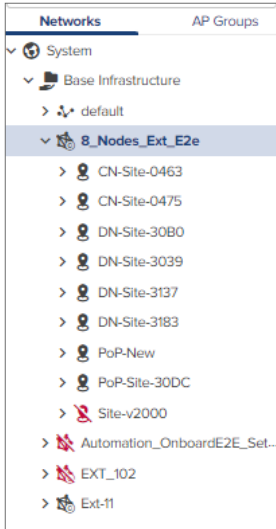 Networks
AP Groups
System
Base Infrastructure
default
8_Nodes_Ext_E2e
CN-Site-0463
CN-Site-0475
DN-Site-30B0
DN-Site-3039
DN-Site-3137
DN-Site-3183
PoP-New
PoP-Site-30DC
Site-v2000
Automation_OnboardE2E_Set...
EXT_102
Ext-11